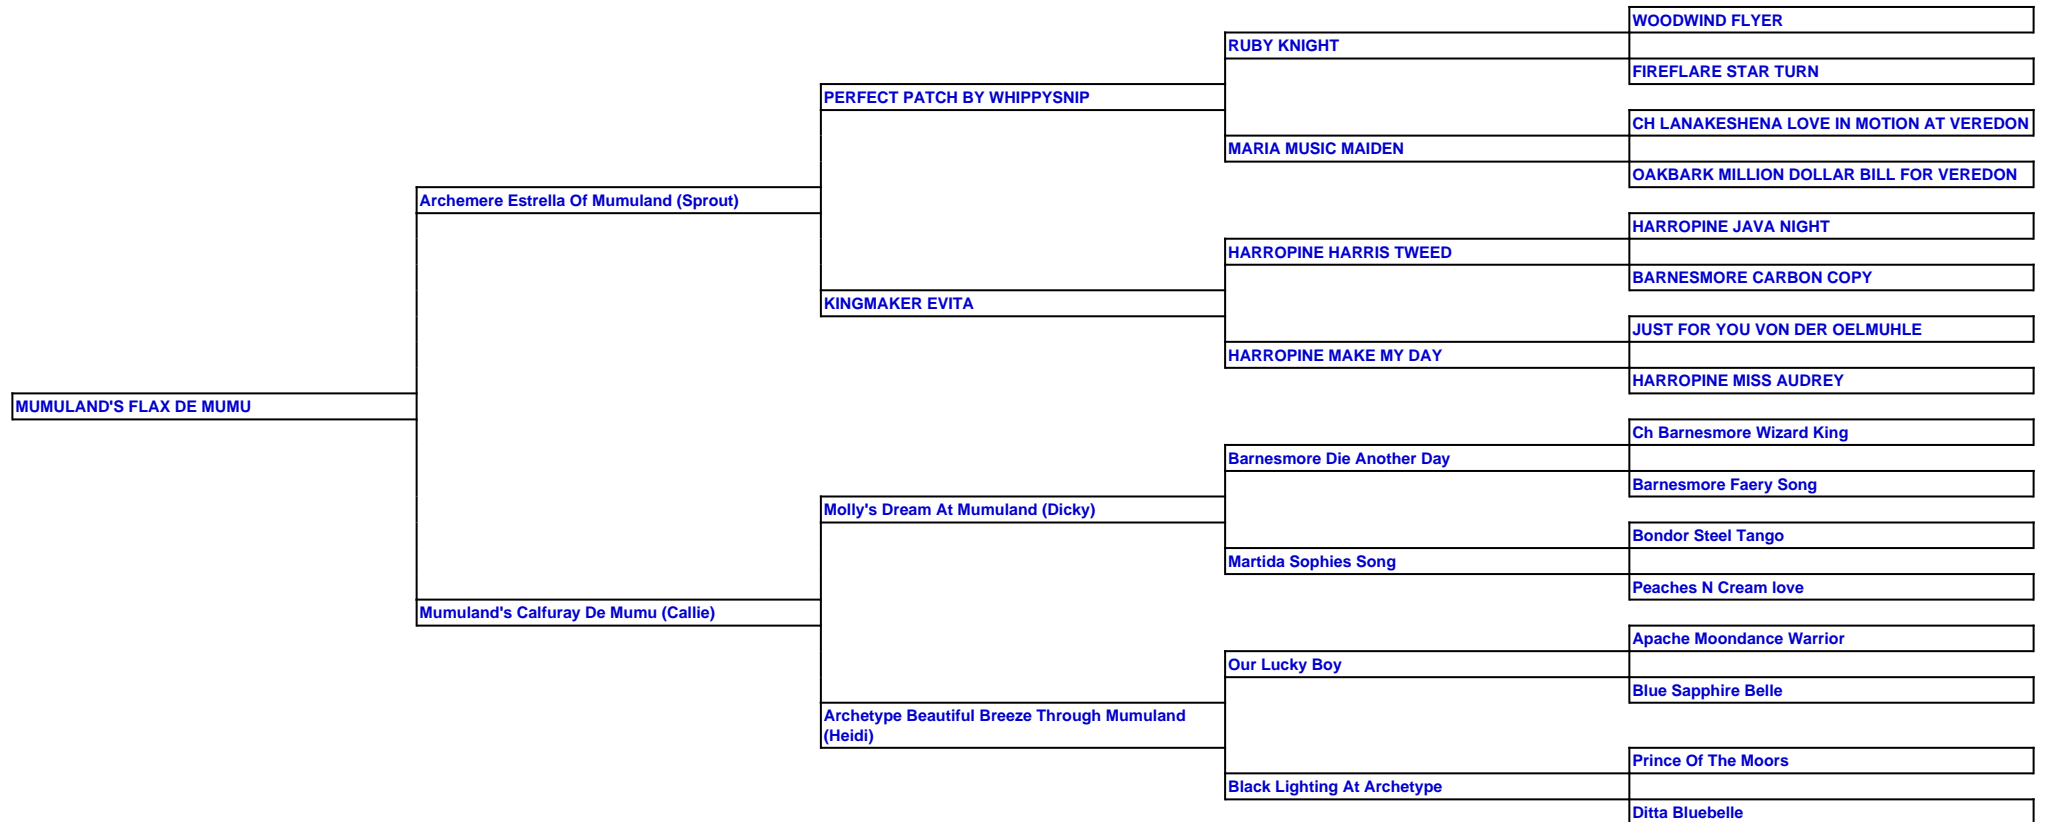 WOODWIND FLYER
RUBY KNIGHT
FIREFLARE STAR TURN
PERFECT PATCH BY WHIPPYSNIP
CH LANAKESHENA LOVE IN MOTION AT VEREDON
MARIA MUSIC MAIDEN
OAKBARK MILLION DOLLAR BILL FOR VEREDON
Archemere Estrella Of Mumuland (Sprout)
HARROPINE JAVA NIGHT
HARROPINE HARRIS TWEED
BARNESMORE CARBON COPY
KINGMAKER EVITA
JUST FOR YOU VON DER OELMUHLE
HARROPINE MAKE MY DAY
HARROPINE MISS AUDREY
MUMULAND'S FLAX DE MUMU
Ch Barnesmore Wizard King
Barnesmore Die Another Day
Barnesmore Faery Song
Molly's Dream At Mumuland (Dicky)
Bondor Steel Tango
Martida Sophies Song
Peaches N Cream love
Mumuland's Calfuray De Mumu (Callie)
Apache Moondance Warrior
Our Lucky Boy
Blue Sapphire Belle
Archetype Beautiful Breeze Through Mumuland
(Heidi)
Prince Of The Moors
Black Lighting At Archetype
Ditta Bluebelle